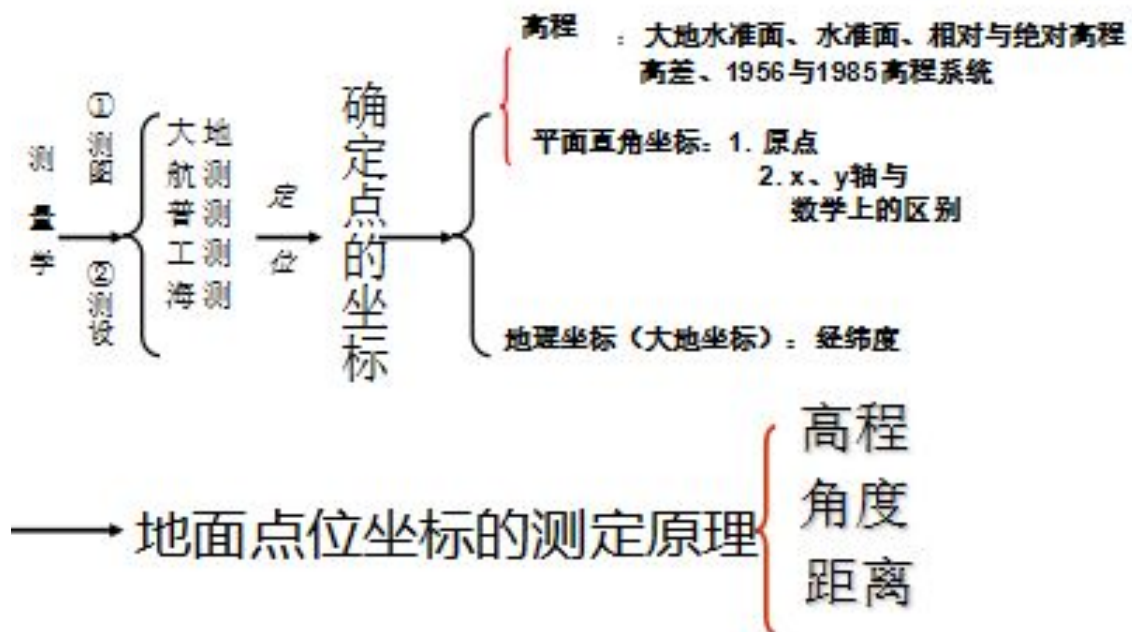 测量学
①测图
②测设
大地
航测
普测
工测
海测
定位
确定点的坐标
高程 ：大地水准面、水准面、相对与绝对高程
高差、1956与1985高程系统
平面直角坐标：1. 原点
2. x、y轴与
数学上的区别
地理坐标（大地坐标）：经纬度
地面点位坐标的测定原理
高程
角度
距离